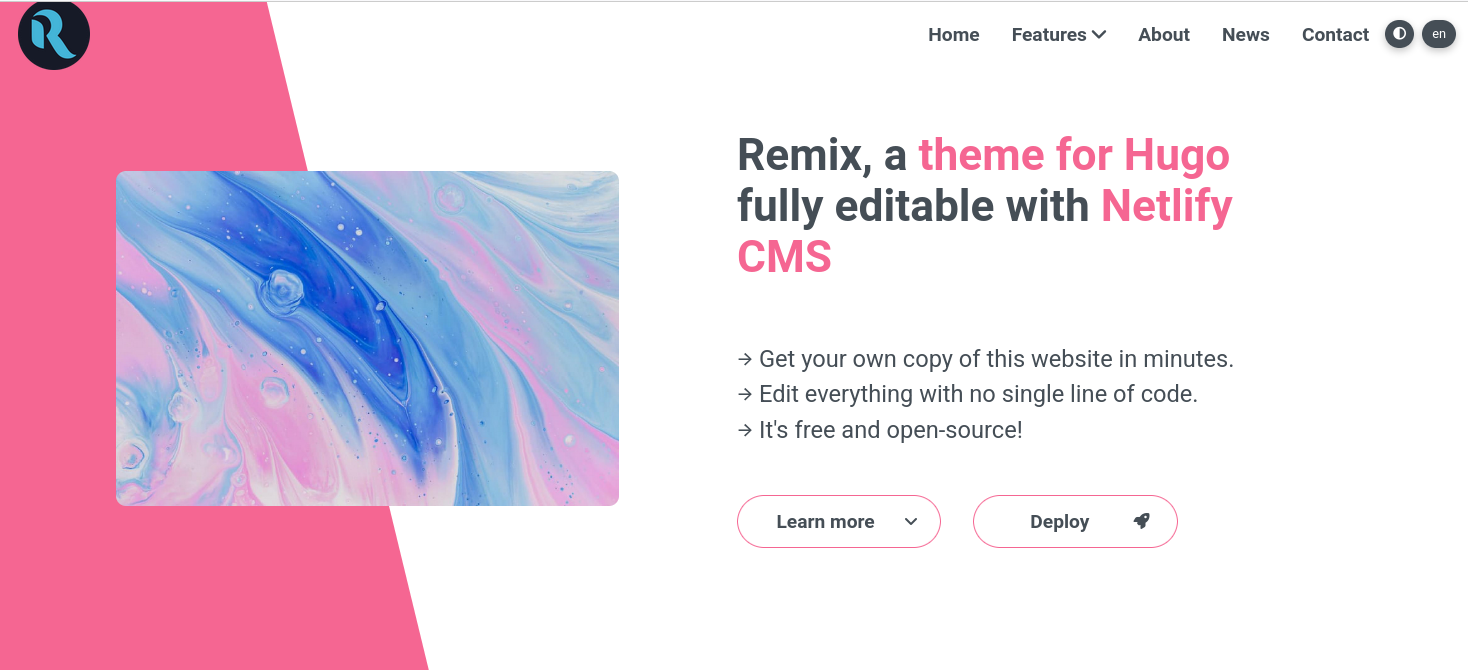 R
Home Features About News Contact en
Remix, a theme for Hugo
fully editable with Netlify
CMS
→ Get your own copy of this website in minutes.
→ Edit everything with no single line of code.
→ It's free and open-source!
Learn more Deploy